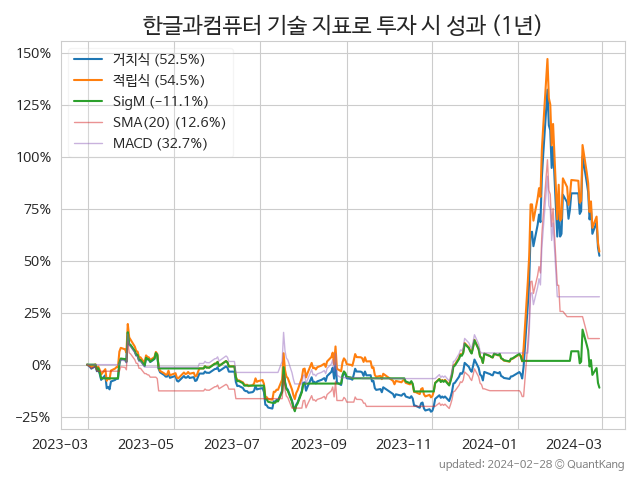 한글과컴퓨터 기술 지표로 투자 시 성과 (1년)
거치식 (52.5%)
적립식 (54.5%)
SigM (−11.1%)
SMA(20) (12.6%)
MACD (32.7%)
150%
125%
100%
75%
50%
25%
0%
−25%
2023-03 2023-05 2023-07 2023-09 2023-11 2024-01 2024-03
updated: 2024-02-28 © QuantKang